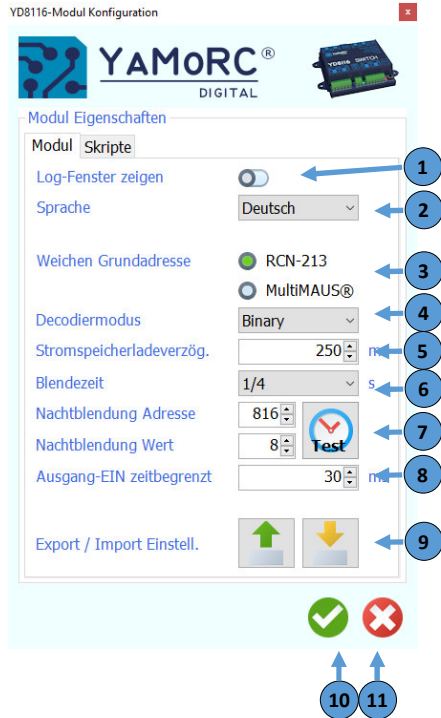 YD8116-Modul Konfiguration
x
YAMORC®
DIGITAL
YD8116 SWITCH
Modul Eigenschaften
Modul Skripte
Log-Fenster zeigen 1
Sprache Deutsch 2
Weichen Grundadresse RCN-213 3
MultiMAUS®
Decodiermodus Binary 4
Stromspeicherladeverzög. 250 m 5
Blendezeit 1/4 s 6
Nachtblendung Adresse 816
Test 7
Nachtblendung Wert 8
Ausgang-EIN zeitbegrenzt 30 m 8
Export / Import Einstell. 9
10 11